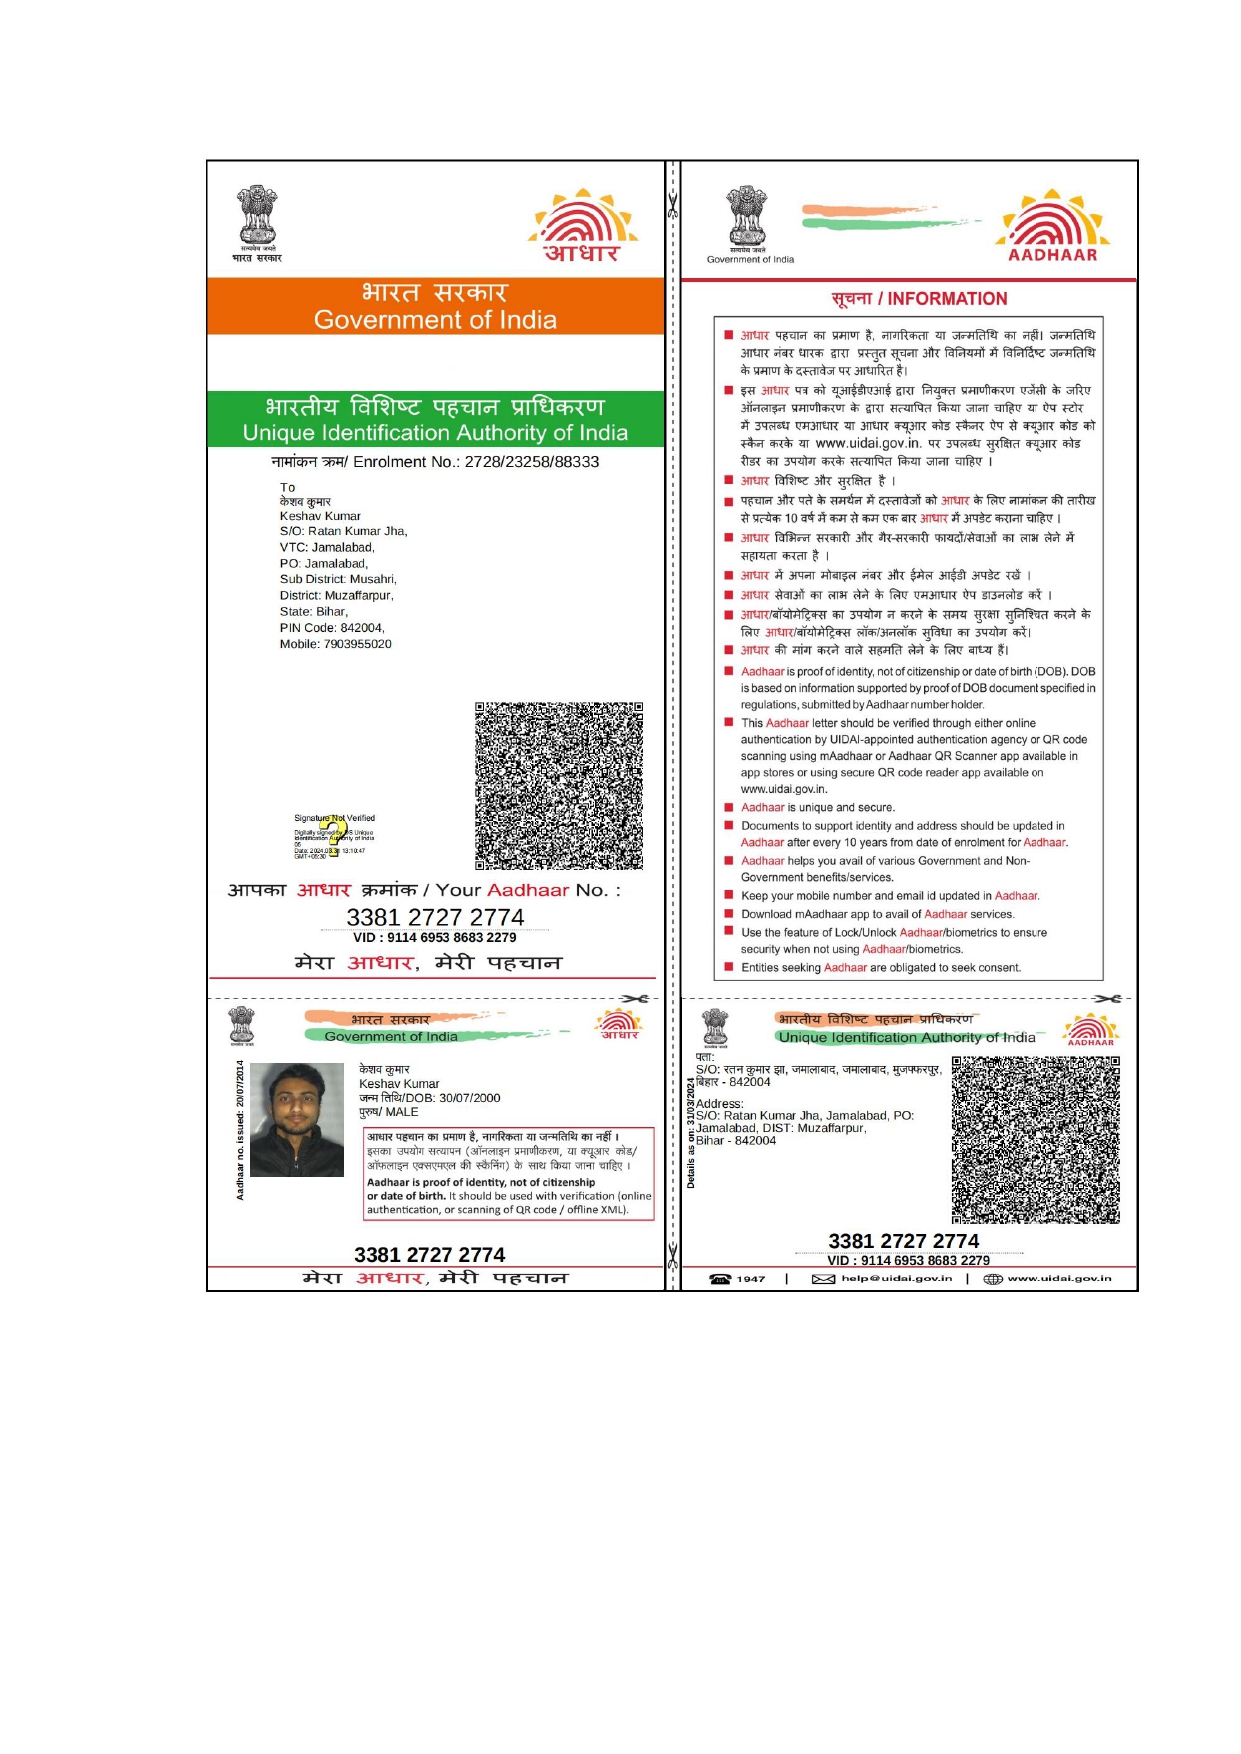 सत्यमेव जयते
भारत सरकार
आधार
भारत सरकार
Government of India
भारतीय विशिष्ट पहचान प्राधिकरण
Unique Identification Authority of India
नामांकन क्रम/ Enrolment No.: 2728/23258/88333
To
केशव कुमार
Keshav Kumar
S/O: Ratan Kumar Jha,
VTC: Jamalabad,
PO: Jamalabad,
Sub District: Musahri,
District: Muzaffarpur,
State: Bihar,
PIN Code: 842004,
Mobile: 7903955020
Signature Not Verified
Digitally signed by DS Unique
Identification Authority of India
05
Date: 2024.03.31 13:10:47
GMT+05:30
आपका आधार क्रमांक / Your Aadhaar No. :
3381 2727 2774
VID : 9114 6953 8683 2279
मेरा आधार, मेरी पहचान
सत्यमेव जयते
Government of India
AADHAAR
सूचना / INFORMATION
आधार पहचान का प्रमाण है, नागरिकता या जन्मतिथि का नहीं। जन्मतिथि
आधार नंबर धारक द्वारा प्रस्तुत सूचना और विनियमों में विनिर्दिष्ट जन्मतिथि
के प्रमाण के दस्तावेज पर आधारित है।
इस आधार पत्र को यूआईडीएआई द्वारा नियुक्त प्रमाणीकरण एजेंसी के जरिए
ऑनलाइन प्रमाणीकरण के द्वारा सत्यापित किया जाना चाहिए या ऐप स्टोर
में उपलब्ध एमआधार या आधार क्यूआर कोड स्कैनर ऐप से क्यूआर कोड को
स्कैन करके या www.uidai.gov.in. पर उपलब्ध सुरक्षित क्यूआर कोड
रीडर का उपयोग करके सत्यापित किया जाना चाहिए ।
आधार विशिष्ट और सुरक्षित है ।
पहचान और पते के समर्थन में दस्तावेजों को आधार के लिए नामांकन की तारीख
से प्रत्येक 10 वर्ष में कम से कम एक बार आधार में अपडेट कराना चाहिए ।
आधार विभिन्न सरकारी और गैर-सरकारी फायदों/सेवाओं का लाभ लेने में
सहायता करता है ।
आधार में अपना मोबाइल नंबर और ईमेल आईडी अपडेट रखें ।
आधार सेवाओं का लाभ लेने के लिए एमआधार ऐप डाउनलोड करें ।
आधार/बॉयोमेट्रिक्स का उपयोग न करने के समय सुरक्षा सुनिश्चित करने के
लिए आधार/बॉयोमेट्रिक्स लॉक/अनलॉक सुविधा का उपयोग करें।
आधार की मांग करने वाले सहमति लेने के लिए बाध्य हैं।
Aadhaar is proof of identity, not of citizenship or date of birth (DOB). DOB
is based on information supported by proof of DOB document specified in
regulations, submitted by Aadhaar number holder.
This Aadhaar letter should be verified through either online
authentication by UIDAI-appointed authentication agency or QR code
scanning using mAadhaar or Aadhaar QR Scanner app available in
app stores or using secure QR code reader app available on
www.uidai.gov.in.
Aadhaar is unique and secure.
Documents to support identity and address should be updated in
Aadhaar after every 10 years from date of enrolment for Aadhaar.
Aadhaar helps you avail of various Government and Non-
Government benefits/services.
Keep your mobile number and email id updated in Aadhaar.
Download mAadhaar app to avail of Aadhaar services.
Use the feature of Lock/Unlock Aadhaar/biometrics to ensure
security when not using Aadhaar/biometrics.
Entities seeking Aadhaar are obligated to seek consent.
भारत सरकार
Government of India
आधार
Aadhaar no. issued: 20/07/2014
केशव कुमार
Keshav Kumar
जन्म तिथि/DOB: 30/07/2000
पुरुष/ MALE
आधार पहचान का प्रमाण है, नागरिकता या जन्मतिथि का नहीं ।
इसका उपयोग सत्यापन (ऑनलाइन प्रमाणीकरण, या क्यूआर कोड/
ऑफलाइन एक्सएमएल की स्कैनिंग) के साथ किया जाना चाहिए ।
Aadhaar is proof of identity, not of citizenship
or date of birth. It should be used with verification (online
authentication, or scanning of QR code / offline XML).
3381 2727 2774
मेरा आधार, मेरी पहचान
भारतीय विशिष्ट पहचान प्राधिकरण
Unique Identification Authority of India
AADHAAR
Details as on: 31/03/2024
पता:
S/O: रतन कुमार झा, जमालाबाद, जमालाबाद, मुजफ्फरपुर,
बिहार - 842004
Address:
S/O: Ratan Kumar Jha, Jamalabad, PO:
Jamalabad, DIST: Muzaffarpur,
Bihar - 842004
3381 2727 2774
VID : 9114 6953 8683 2279
1947 | help@uidai.gov.in | www.uidai.gov.in